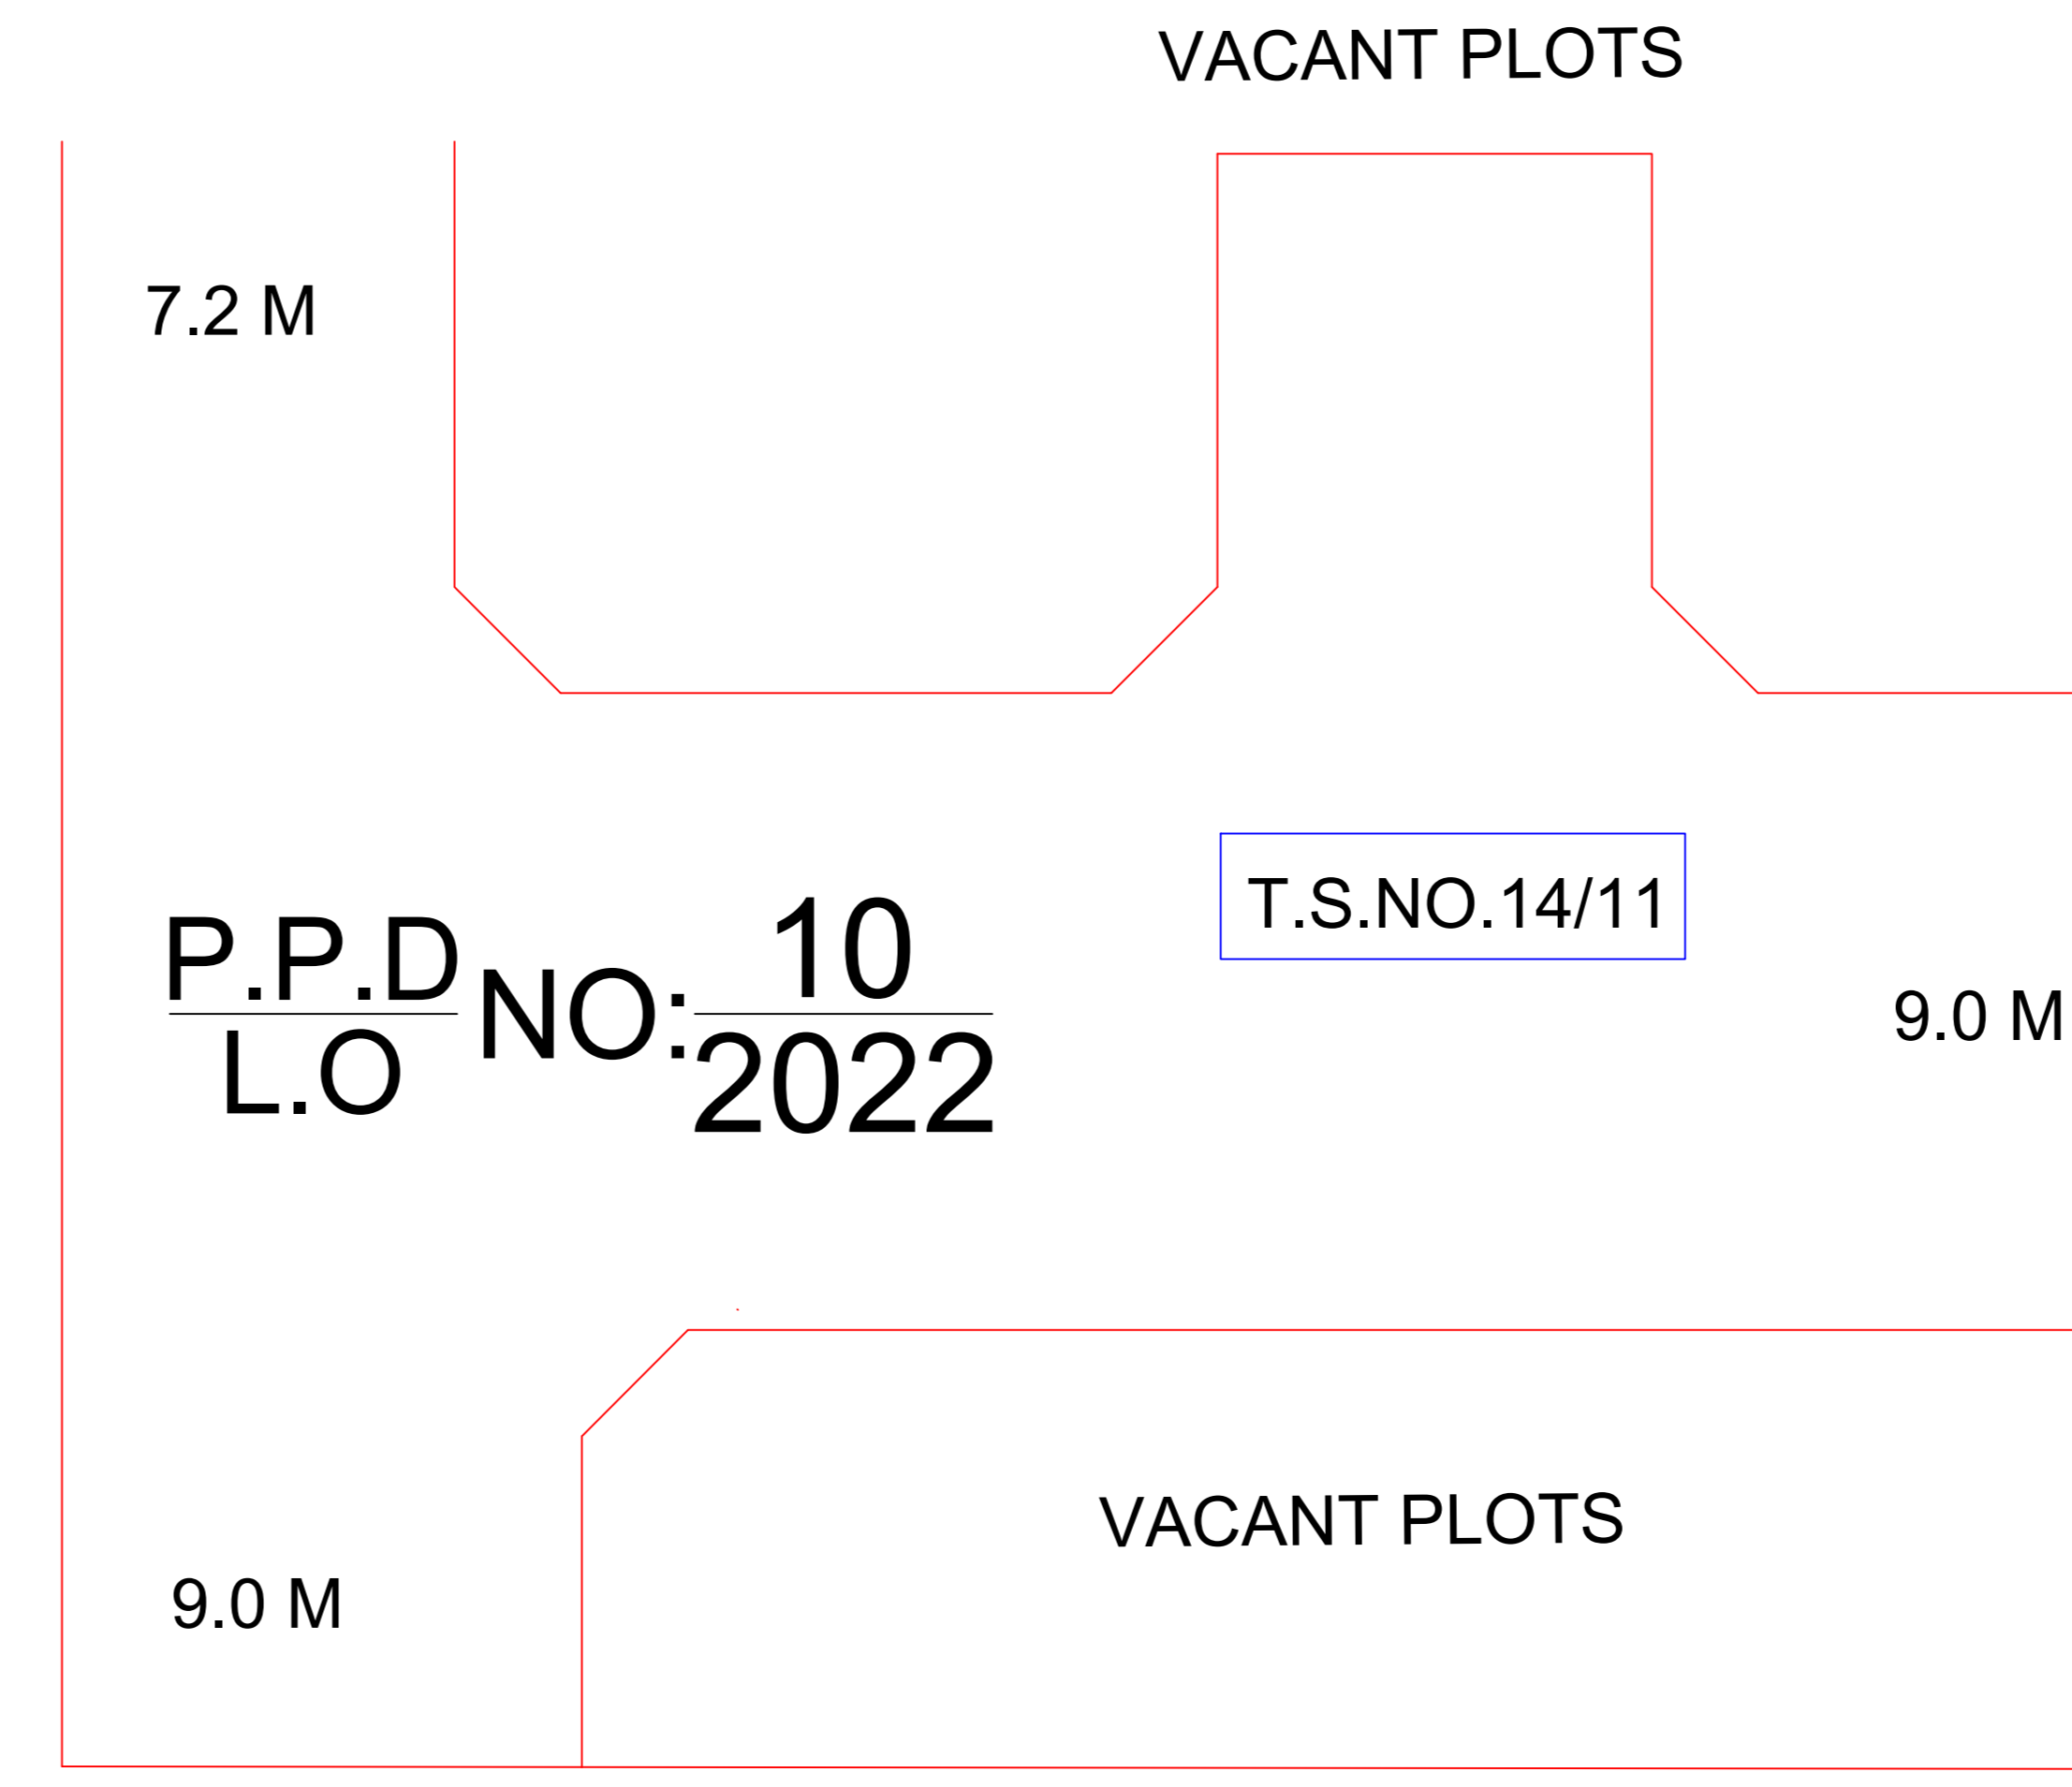 VACANT PLOTS
7.2 M
T.S.NO.14/11
P.P.D
L.O
NO:
10
2022
9.0 M
VACANT PLOTS
9.0 M